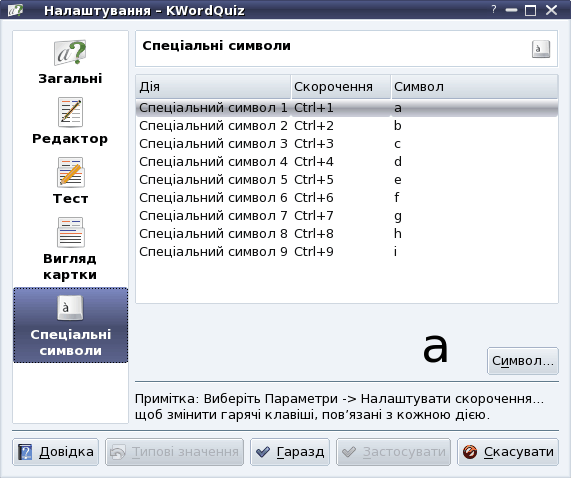 Налаштування – KWordQuiz
Загальні
Редактор
Тест
Вигляд
картки
Спеціальні
символи
Спеціальні символи
Дія Скорочення Символ
Спеціальний символ 1 Ctrl+1 a
Спеціальний символ 2 Ctrl+2 b
Спеціальний символ 3 Ctrl+3 c
Спеціальний символ 4 Ctrl+4 d
Спеціальний символ 5 Ctrl+5 e
Спеціальний символ 6 Ctrl+6 f
Спеціальний символ 7 Ctrl+7 g
Спеціальний символ 8 Ctrl+8 h
Спеціальний символ 9 Ctrl+9 i
a
Символ...
Примітка: Виберіть Параметри -> Налаштувати скорочення...
щоб змінити гарячі клавіші, пов’язані з кожною дією.
Довідка Типові значення Гаразд Застосувати Скасувати